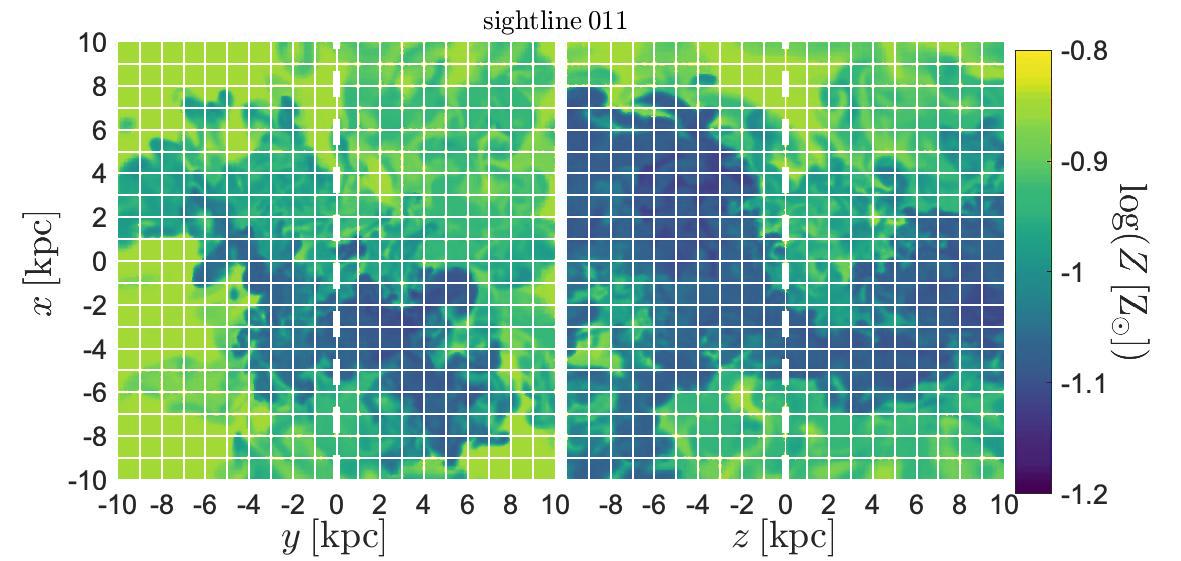 sightline 011
10
8
6
4
2
0
-2
-4
-6
-8
-10
x [kpc]
-10 -8 -6 -4 -2 0 2 4 6 8 10
y [kpc]
-8 -6 -4 -2 0 2 4 6 8 10
z [kpc]
-0.8
-0.9
-1
-1.1
-1.2
log(Z [Z⊙])